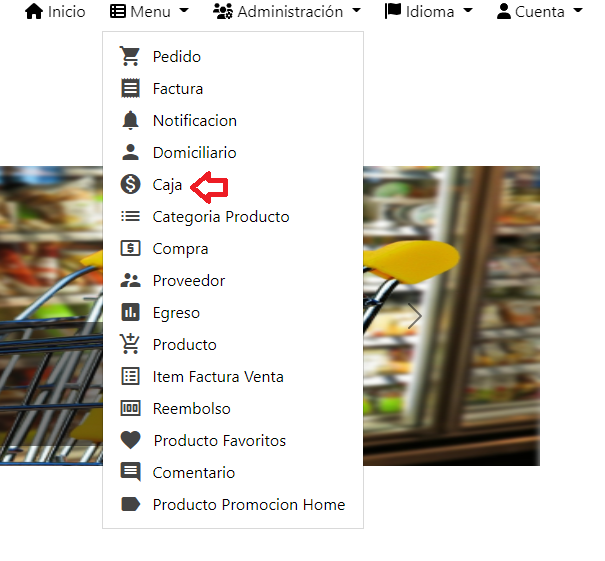 Inicio Menu Administración Idioma Cuenta
Pedido
Factura
Notificacion
Domiciliario
Caja
Categoria Producto
Compra
Proveedor
Egreso
Producto
Item Factura Venta
Reembolso
Producto Favoritos
Comentario
Producto Promocion Home